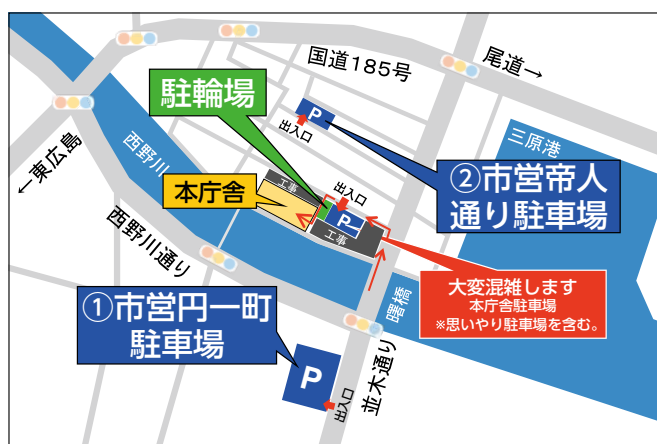 国道185号
尾道→
駐輪場
P
出入口
三原港
西野川
←東広島
②市営帝人
通り駐車場
本庁舎
工事
出入口
P
工事
西野川通り
大変混雑します
本庁舎駐車場
※思いやり駐車場を含む。
曙橋
①市営円一町
駐車場
P
出入口
並木通り